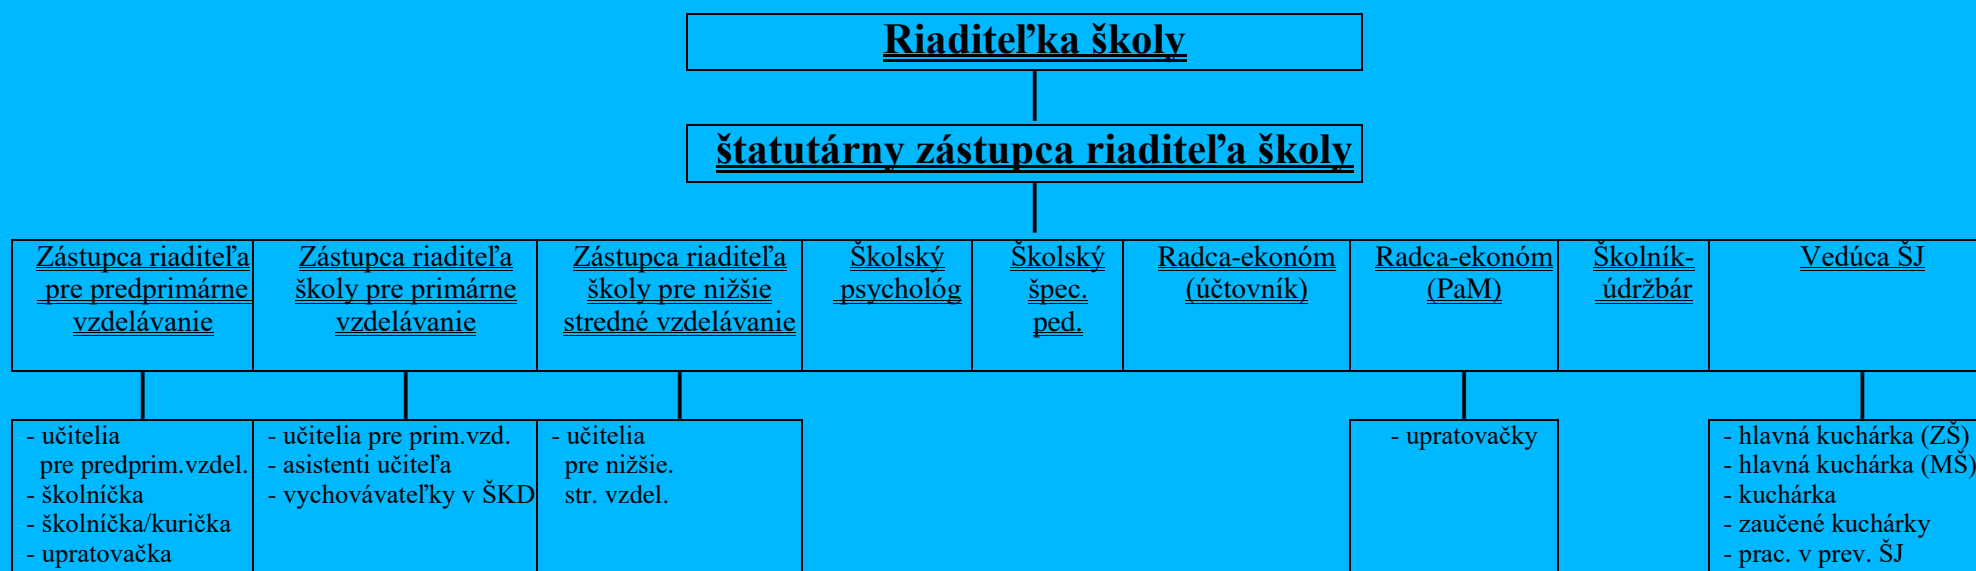 Riaditeľka školy
štatutárny zástupca riaditeľa školy
Zástupca riaditeľa
pre predprimárne
vzdelávanie
Zástupca riaditeľa
školy pre primárne
vzdelávanie
Zástupca riaditeľa
školy pre nižšie
stredné vzdelávanie
Školský
psychológ
Školský
špec.
ped.
Radca-ekonóm
(účtovník)
Radca-ekonóm
(PaM)
Školník-
údržbár
Vedúca ŠJ
- učitelia
pre predprim.vzdel.
- školníčka
- školníčka/kurička
- upratovačka
- učitelia pre prim.vzd.
- asistenti učiteľa
- vychovávateľky v ŠKD
- učitelia
pre nižšie.
str. vzdel.
- upratovačky
- hlavná kuchárka (ZŠ)
- hlavná kuchárka (MŠ)
- kuchárka
- zaučené kuchárky
- prac. v prev. ŠJ